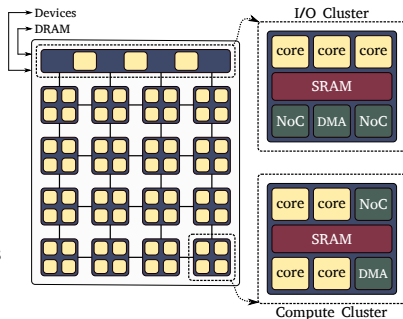 Devices
DRAM
I/O Cluster
core core core
SRAM
NoC DMA NoC
core core NoC
SRAM
core core DMA
Compute Cluster